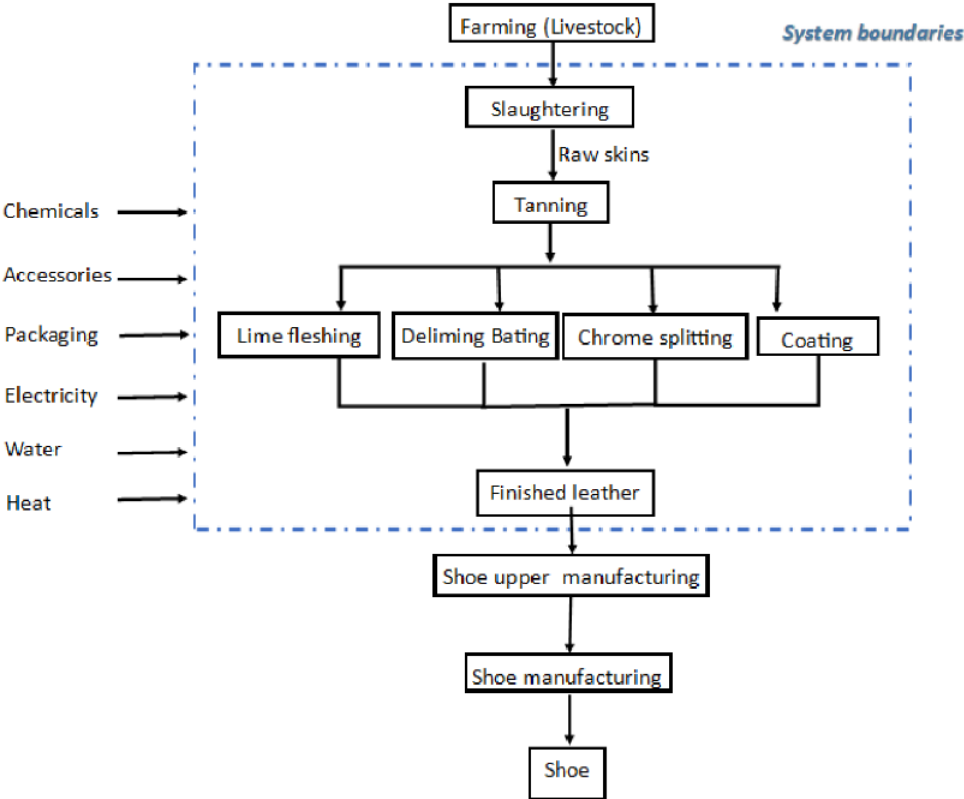 Farming (Livestock)
System boundaries
Slaughtering
Raw skins
Tanning
Chemicals
Accessories
Packaging
Electricity
Water
Heat
Lime fleshing
Deliming Bating
Chrome splitting
Coating
Finished leather
Shoe upper manufacturing
Shoe manufacturing
Shoe